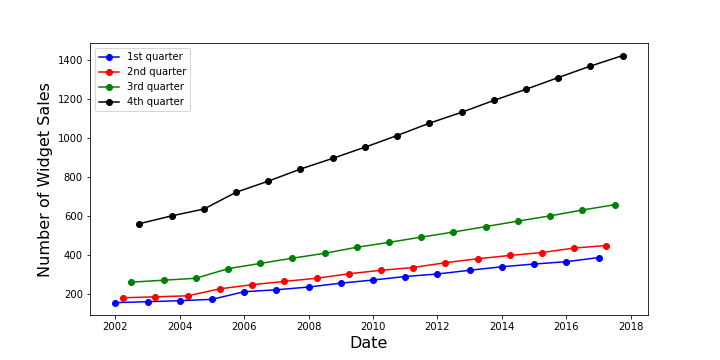 1st quarter
2nd quarter
3rd quarter
4th quarter
Number of Widget Sales
1400
1200
1000
800
600
400
200
2002
2004
2006
2008
2010
2012
2014
2016
2018
Date